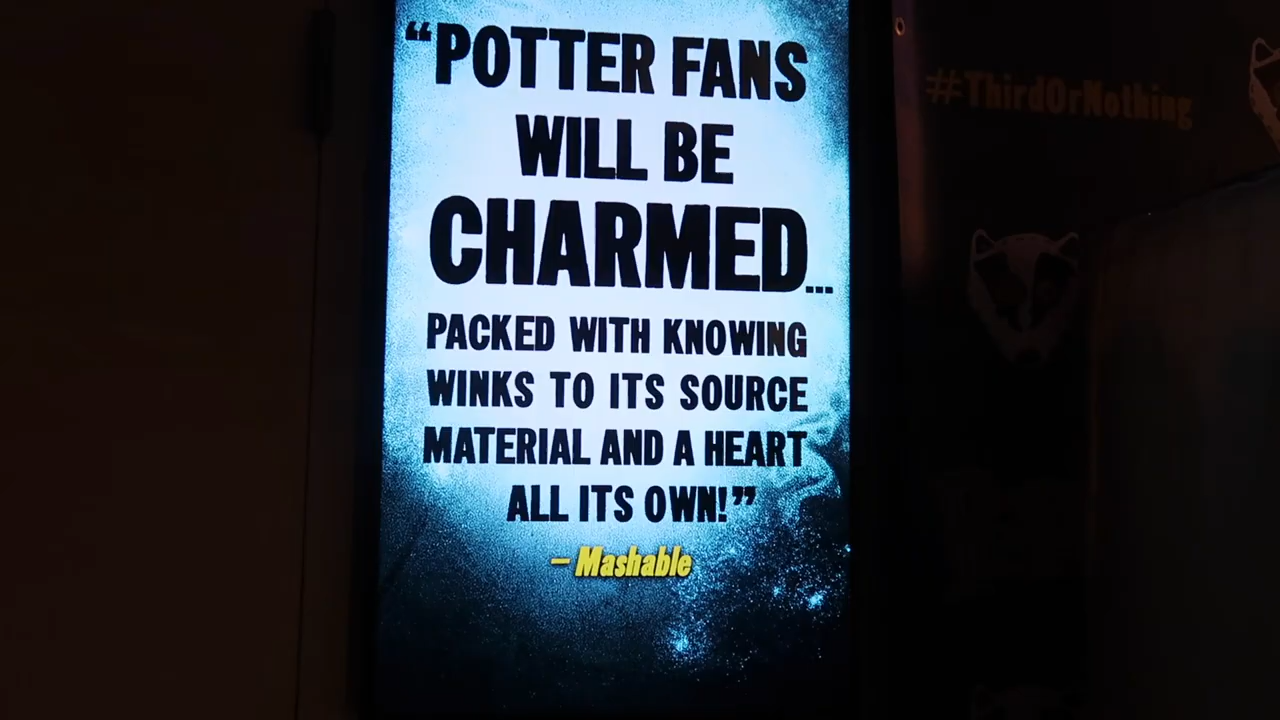 “POTTER FANS
WILL BE
CHARMED...
PACKED WITH KNOWING
WINKS TO ITS SOURCE
MATERIAL AND A HEART
ALL ITS OWN!”
– Mashable
#ThirdOrNothing